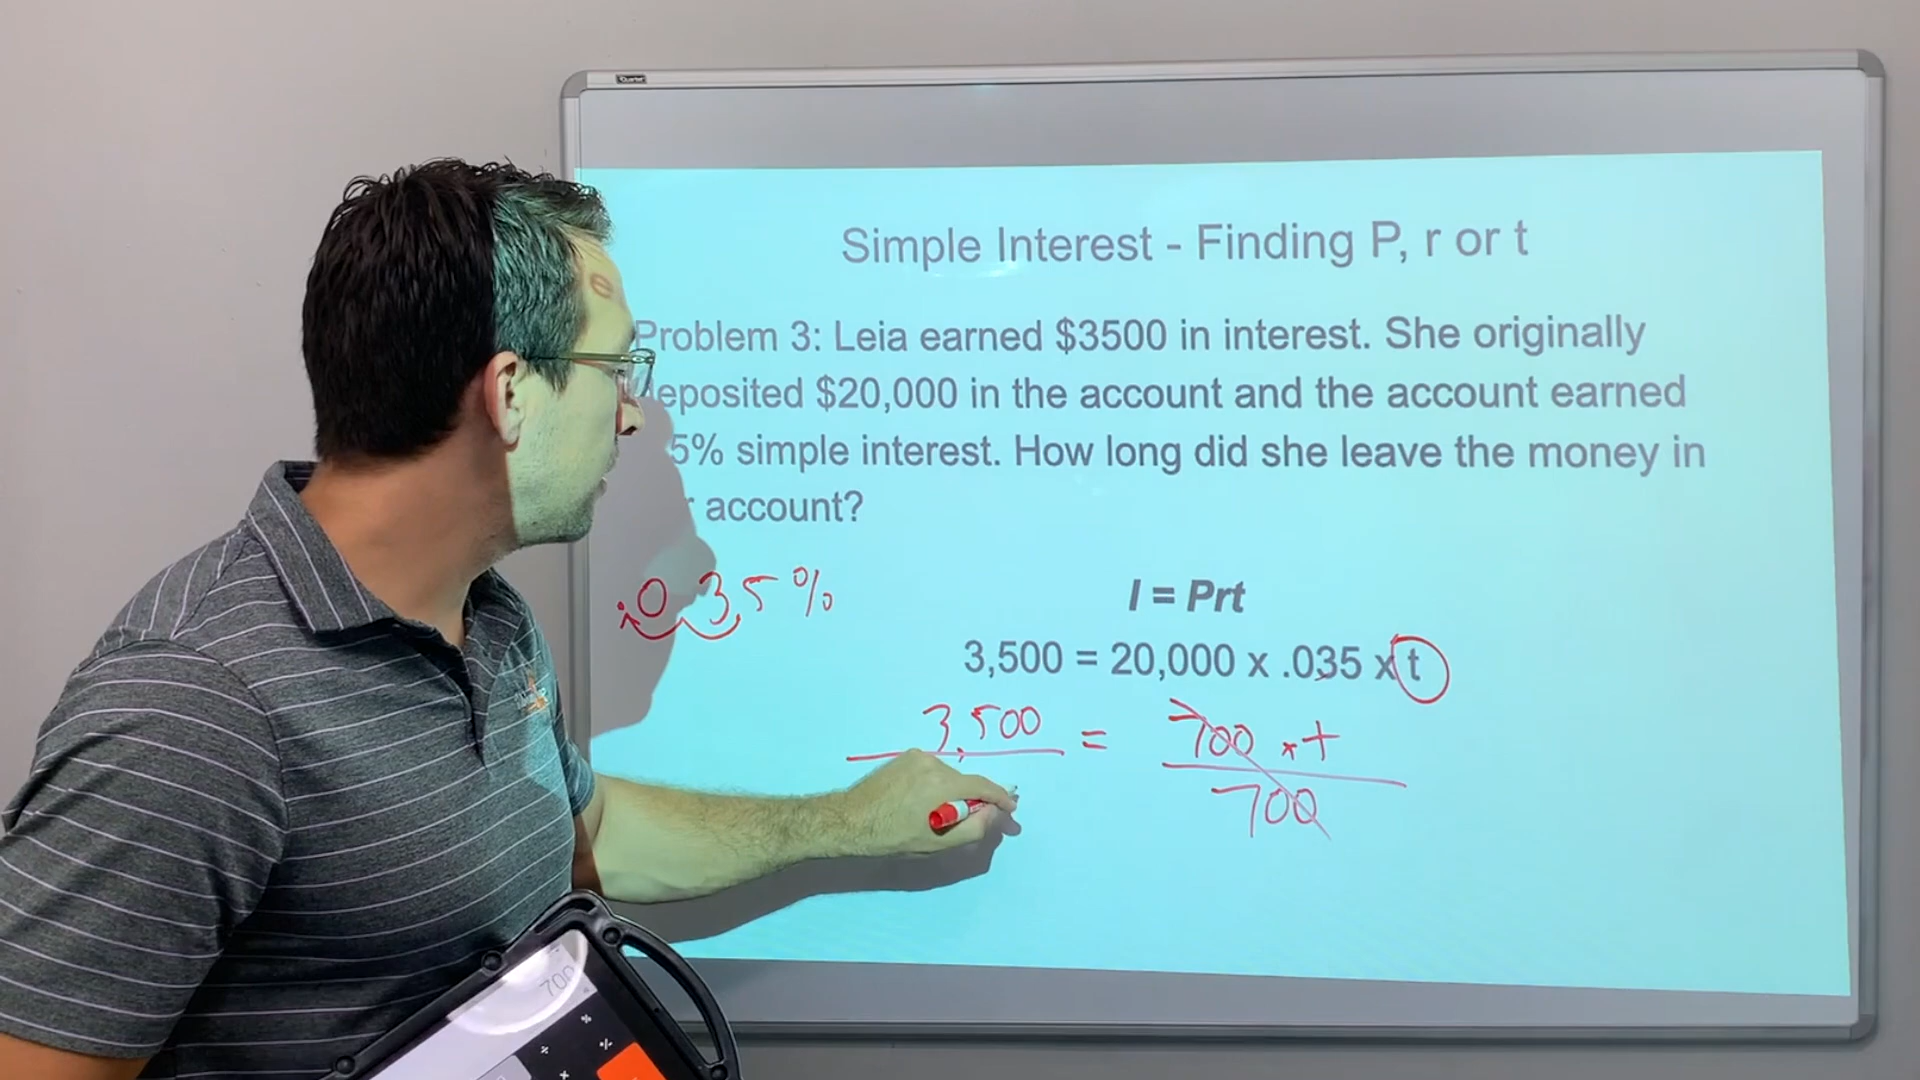 Quartet
Simple Interest - Finding P, r or t
Problem 3: Leia earned $3500 in interest. She originally
deposited $20,000 in the account and the account earned
5% simple interest. How long did she leave the money in
account?
.0 35%
I = Prt
3,500 = 20,000 x .035 x t
3,500 = 700 x t
700
700
% 
÷ %
x